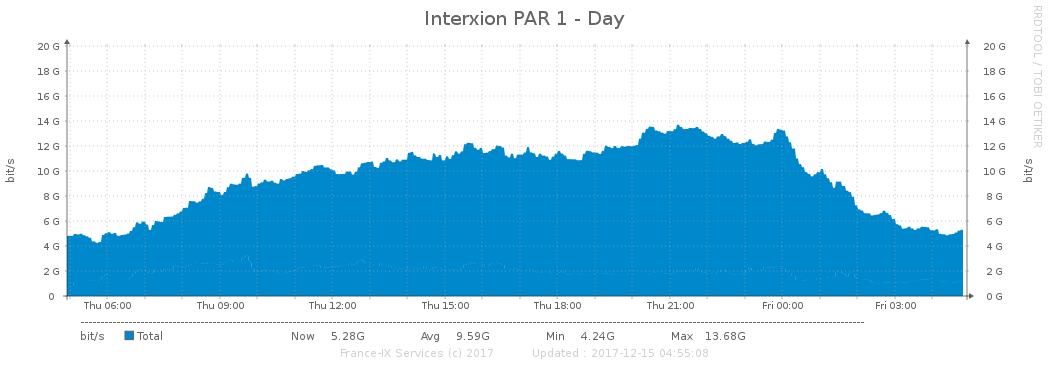 Interxion PAR 1 - Day
RRDTOOL / TOBI OETIKER
20 G 20 G
18 G 18 G
16 G 16 G
14 G 14 G
12 G 12 G
10 G 10 G
8 G 8 G
6 G 6 G
4 G 4 G
2 G 2 G
0 0 G
bit/s
bit/s
Thu 06:00 Thu 09:00 Thu 12:00 Thu 15:00 Thu 18:00 Thu 21:00 Fri 00:00 Fri 03:00
bit/s Total Now 5.28G Avg 9.59G Min 4.24G Max 13.68G
France-IX Services (c) 2017 Updated : 2017-12-15 04:55:08